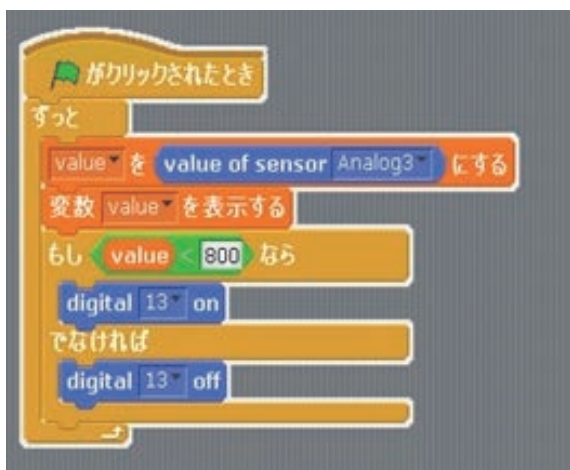 がクリックされたとき
ずっと
value を value of sensor Analog3 にする
変数 value を表示する
もし value < 800 なら
digital 13 on
でなければ
digital 13 off